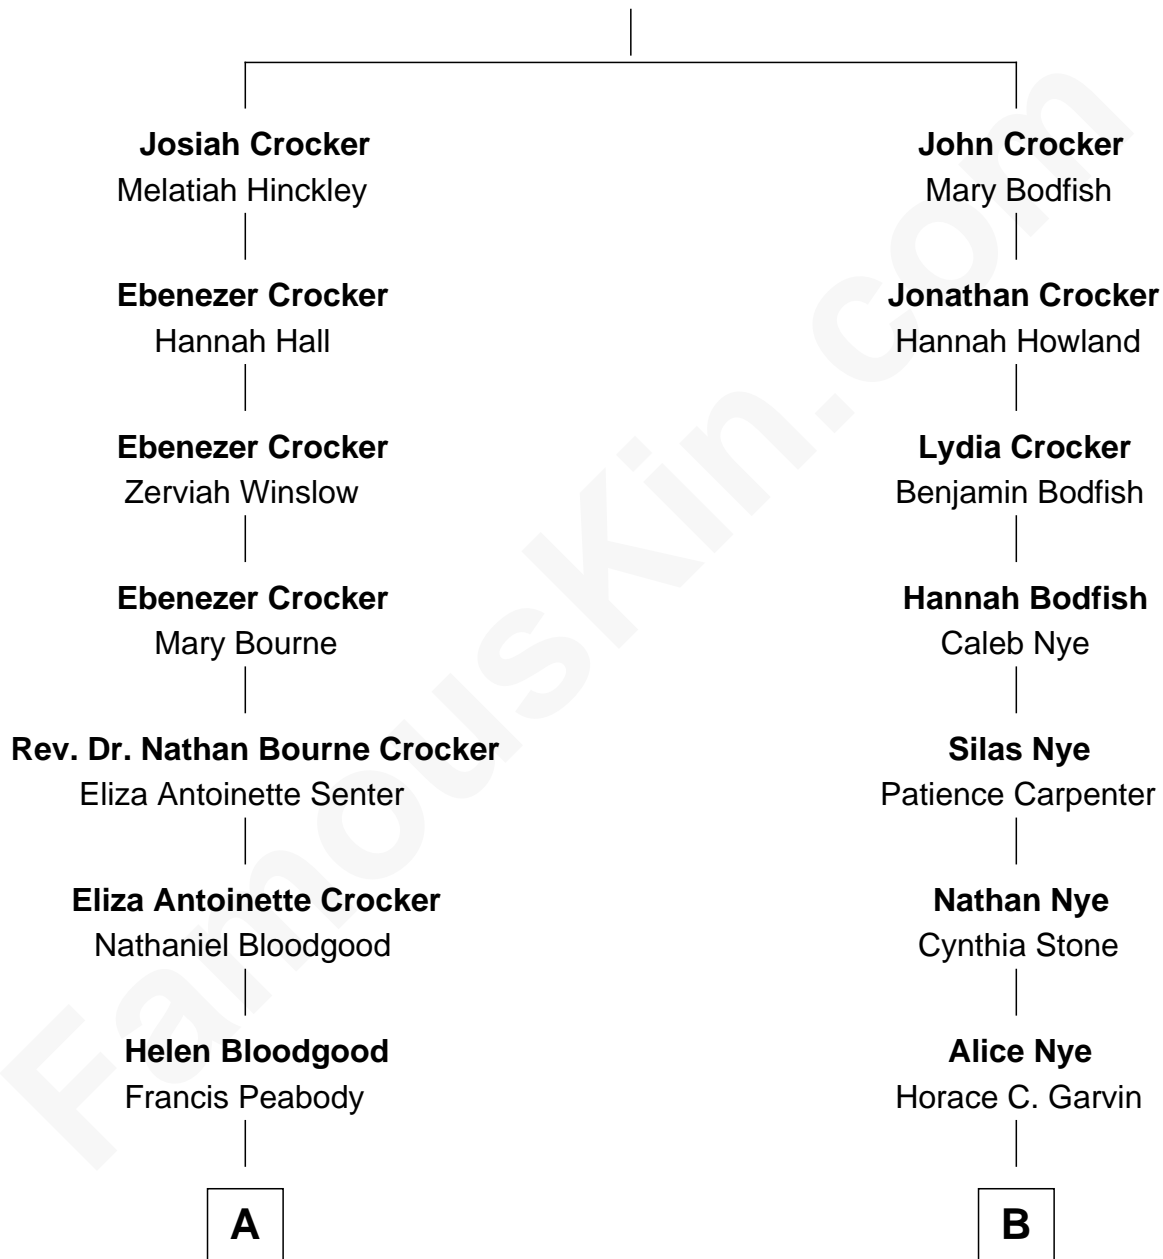 Josiah Crocker
Melatiah Hinckley
Ebenezer Crocker
Hannah Hall
Ebenezer Crocker
Zerviah Winslow
Ebenezer Crocker
Mary Bourne
Rev. Dr. Nathan Bourne Crocker
Eliza Antoinette Senter
Eliza Antoinette Crocker
Nathaniel Bloodgood
Helen Bloodgood
Francis Peabody
A
John Crocker
Mary Bodfish
Jonathan Crocker
Hannah Howland
Lydia Crocker
Benjamin Bodfish
Hannah Bodfish
Caleb Nye
Silas Nye
Patience Carpenter
Nathan Nye
Cynthia Stone
Alice Nye
Horace C. Garvin
B
FamousKin.com